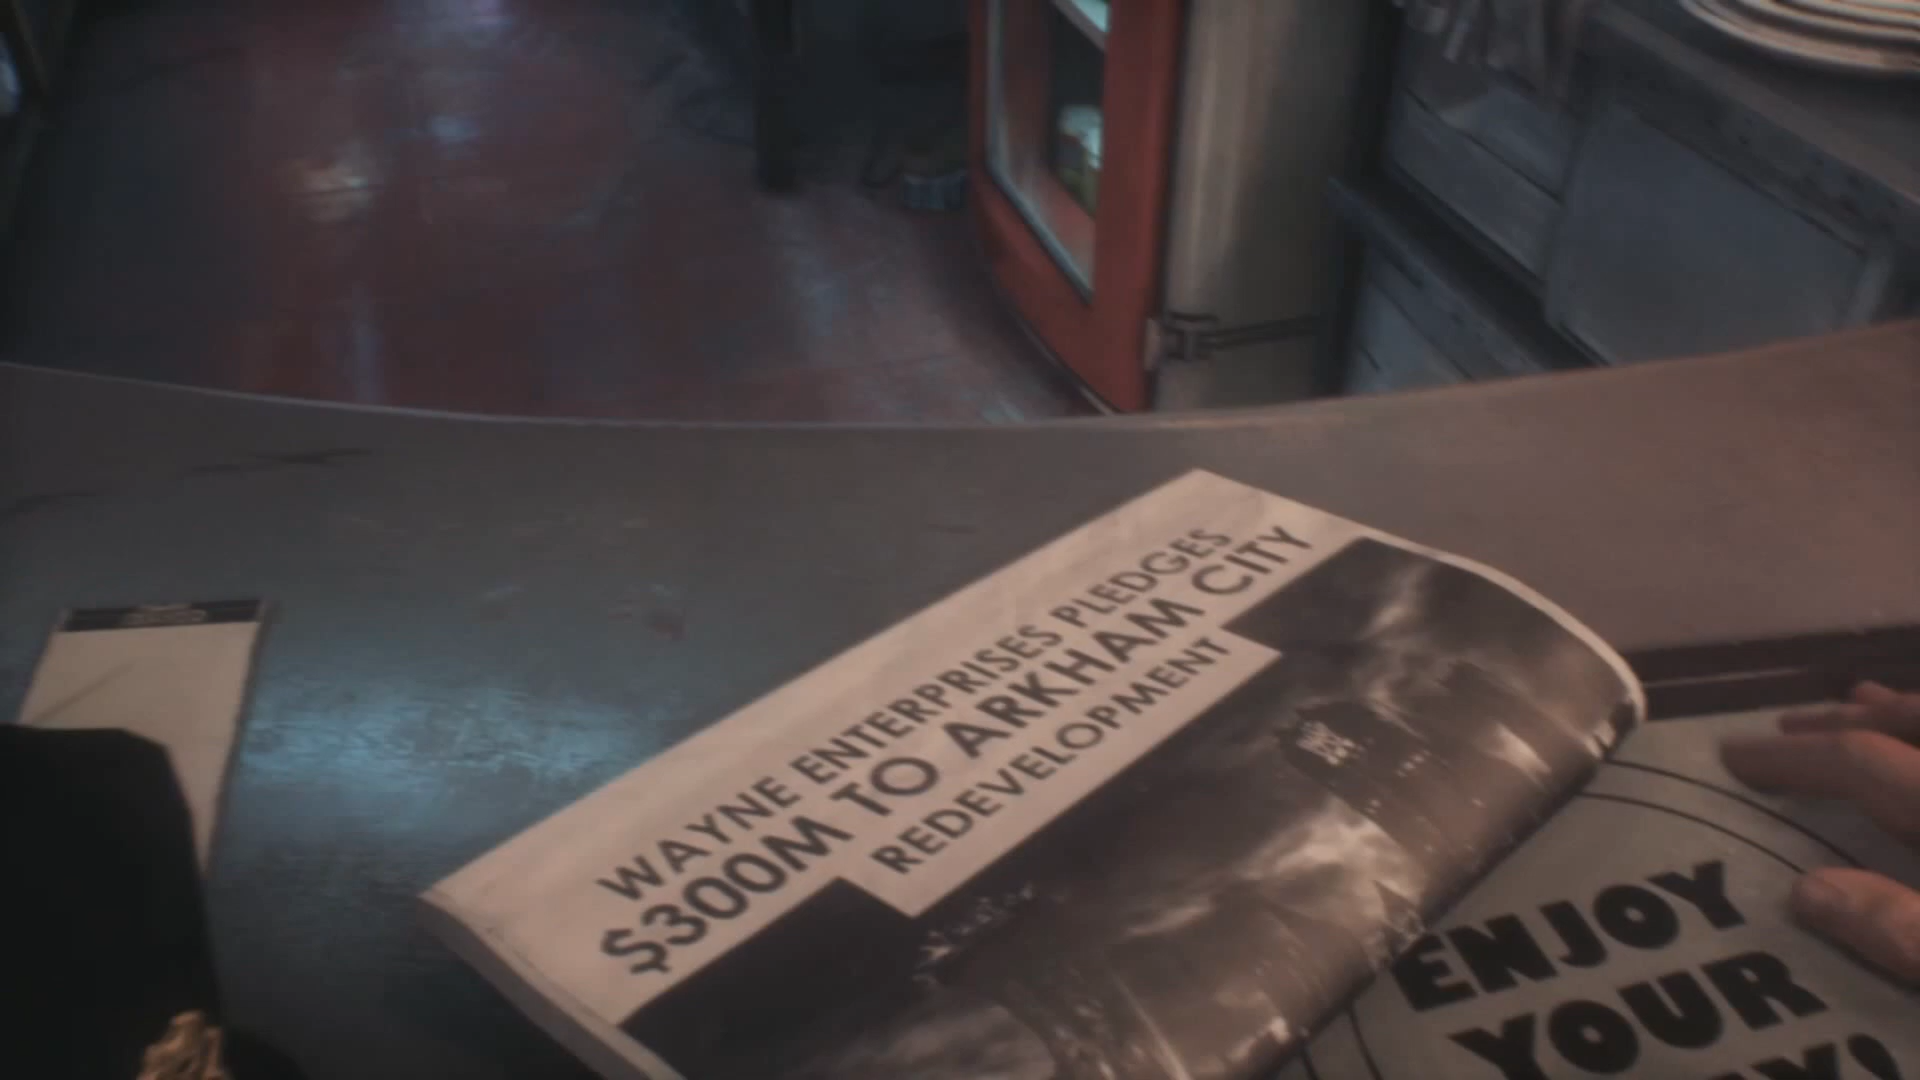 WAYNE ENTERPRISES PLEDGES
$300M TO ARKHAM CITY
REDEVELOPMENT
ENJOY
YOUR